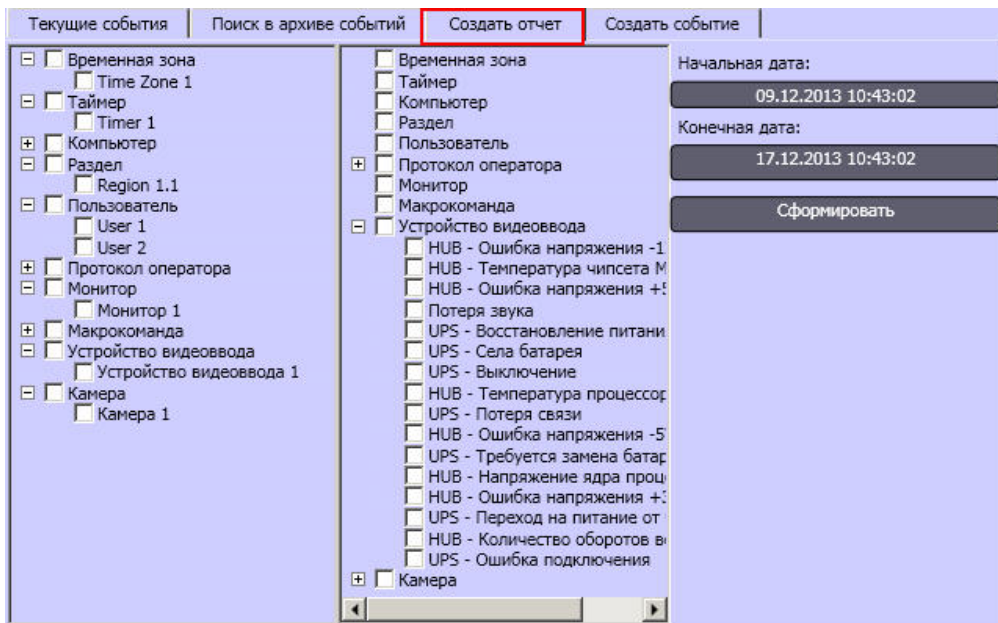 Текущие события
Поиск в архиве событий
Создать отчет
Создать событие
Временная зона
Time Zone 1
Таймер
Timer 1
Компьютер
Раздел
Region 1.1
Пользователь
User 1
User 2
Протокол оператора
Монитор
Монитор 1
Макрокоманда
Устройство видеоввода
Устройство видеоввода 1
Камера
Камера 1
Временная зона
Таймер
Компьютер
Раздел
Пользователь
Протокол оператора
Монитор
Макрокоманда
Устройство видеоввода
HUB - Ошибка напряжения -1
HUB - Температура чипсета М
HUB - Ошибка напряжения +5
Потеря звука
UPS - Восстановление питани
UPS - Села батарея
UPS - Выключение
HUB - Температура процессор
UPS - Потеря связи
HUB - Ошибка напряжения -5
UPS - Требуется замена батар
HUB - Напряжение ядра проц
HUB - Ошибка напряжения +3
UPS - Переход на питание от
HUB - Количество оборотов в
UPS - Ошибка подключения
Камера
Начальная дата:
09.12.2013 10:43:02
Конечная дата:
17.12.2013 10:43:02
Сформировать